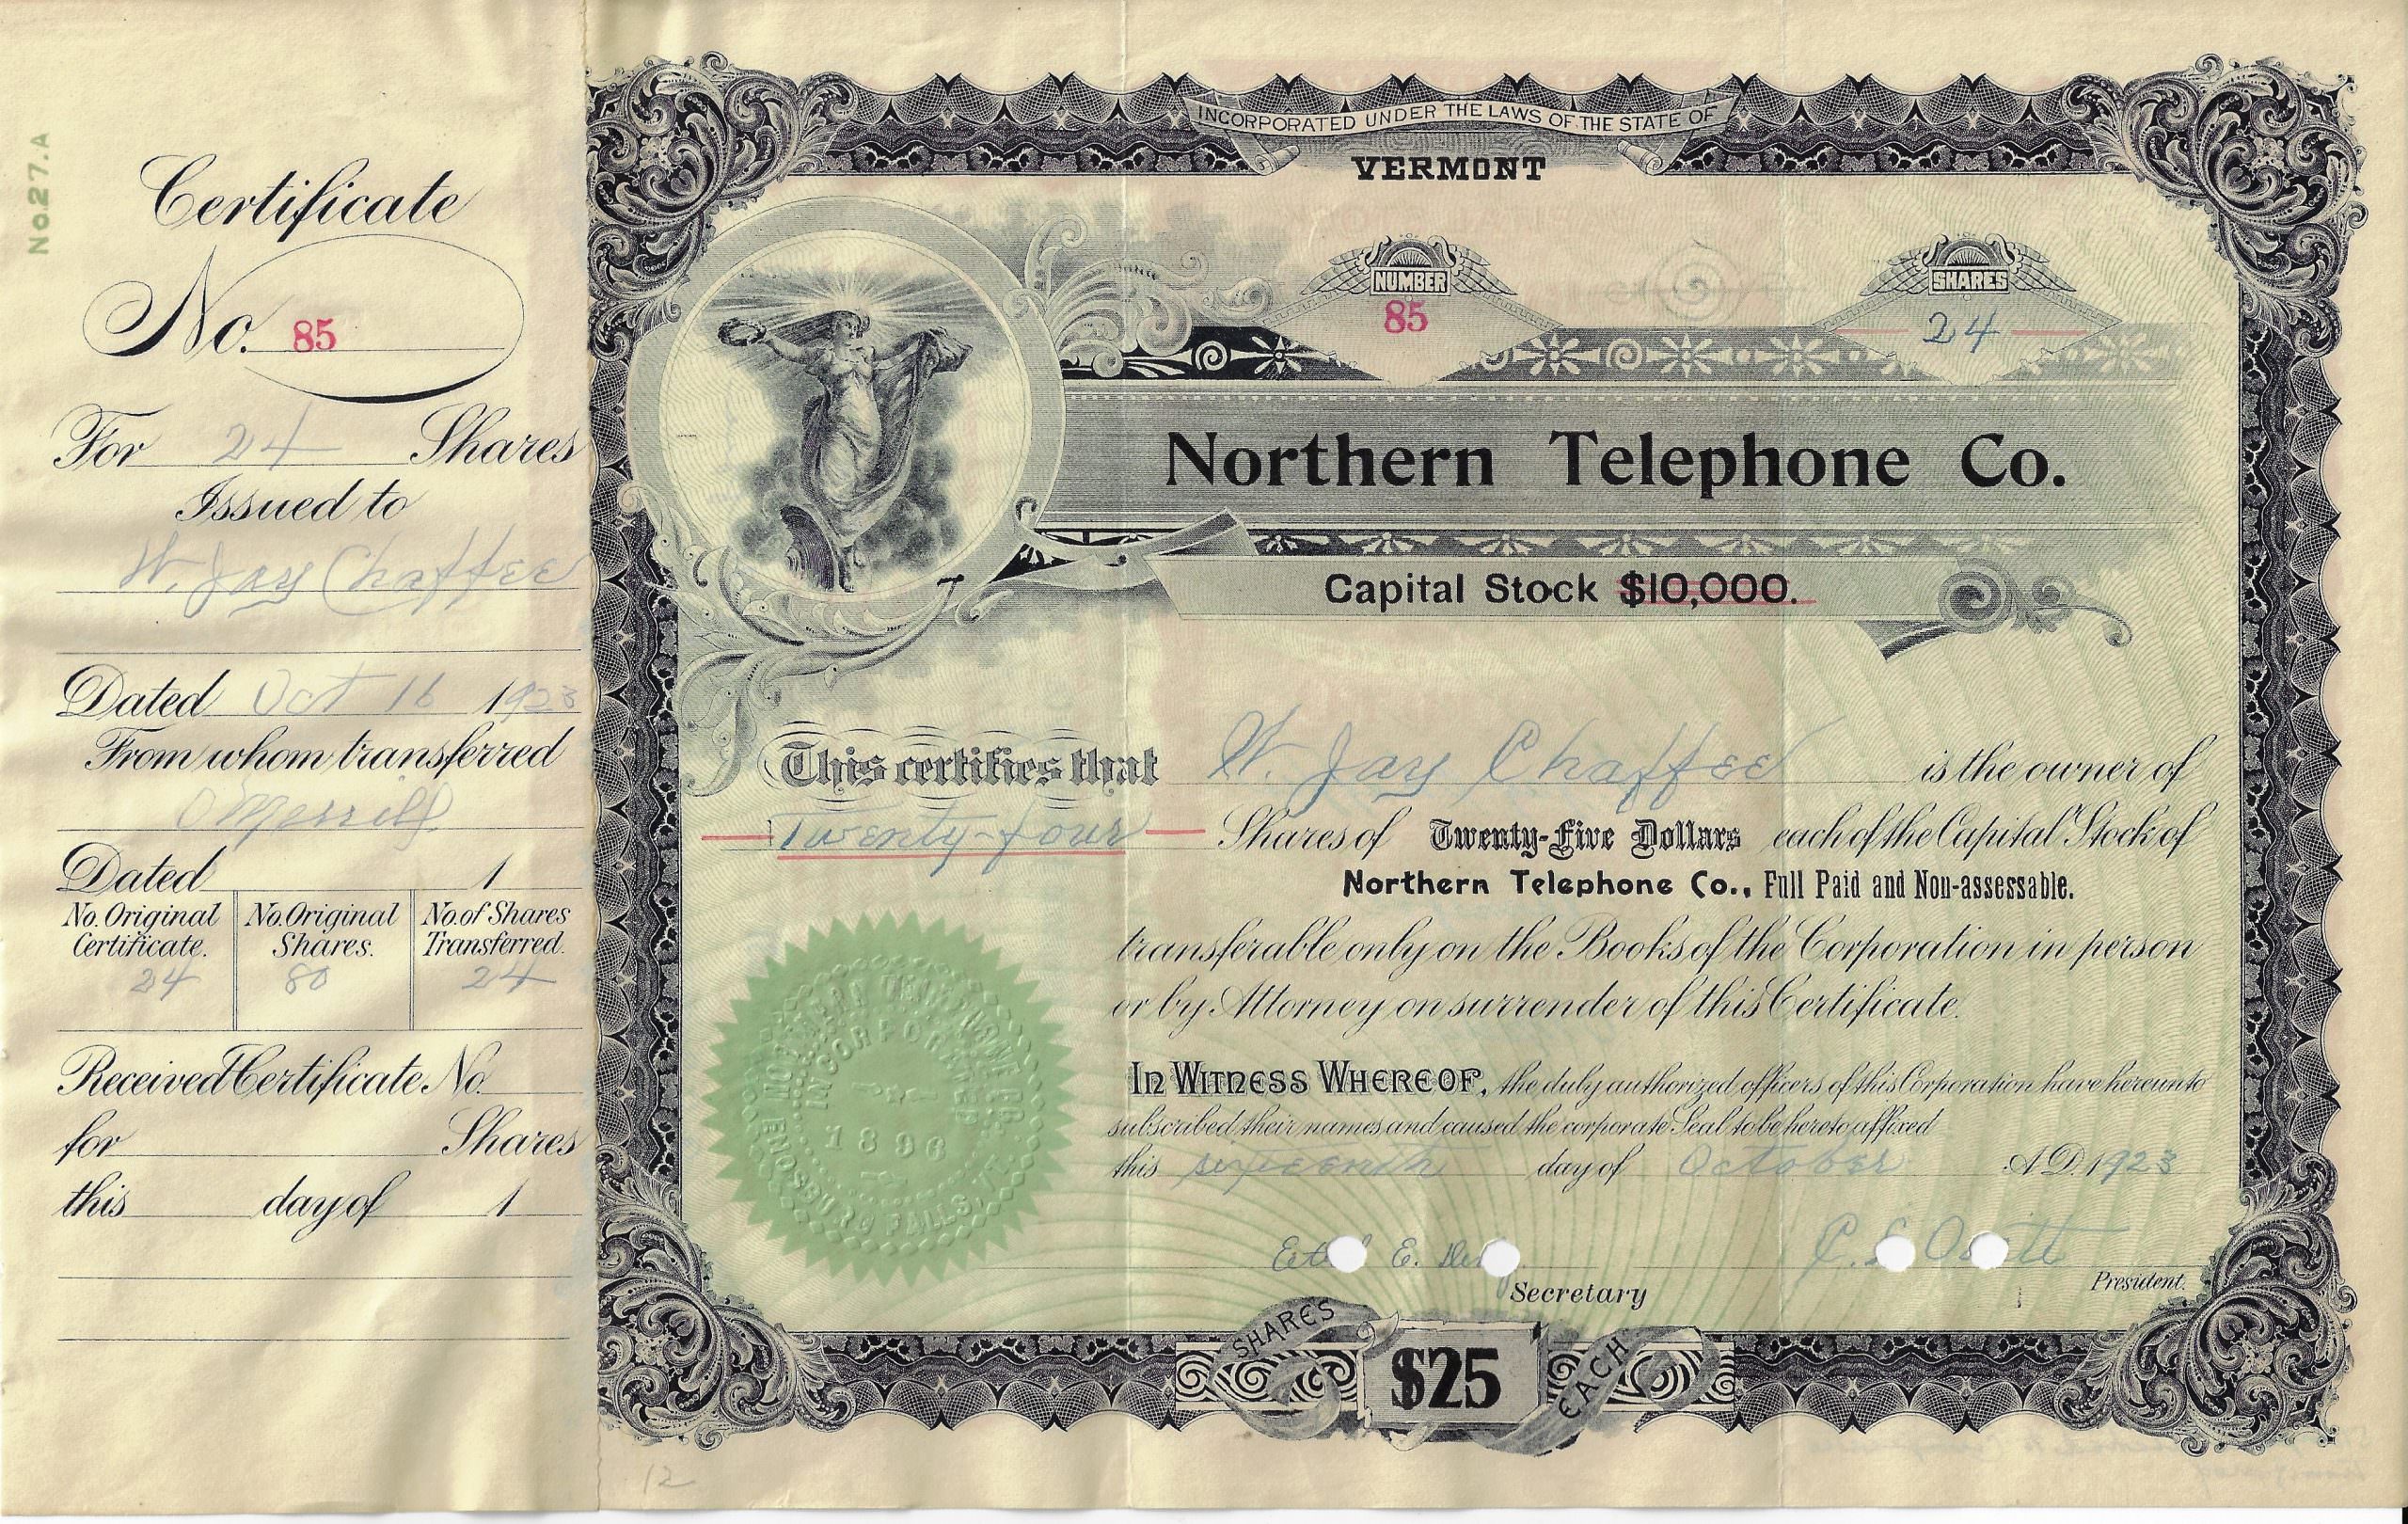 No.27.A
Certificate
No. 85
For 24 Shares
Issued to
W. Jay Chaffee
Dated Oct 16 1923
From whom transferred
O Merrill
Dated 1
No. Original Certificate. No. Original Shares. No. of Shares Transferred.
24 80 24
Received Certificate No.
for Shares
this day of 1
INCORPORATED UNDER THE LAWS OF THE STATE OF
VERMONT
NUMBER
85
SHARES
24
Northern Telephone Co.
Capital Stock $10,000.
This certifies that W. Jay Chaffee is the owner of
Twenty-four Shares of Twenty-Five Dollars each of the Capital Stock of
Northern Telephone Co., Full Paid and Non-assessable.
transferable only on the Books of the Corporation in person
or by Attorney on surrender of this Certificate.
In Witness Whereof, the duly authorized officers of this Corporation have hereunto
subscribed their names and caused the corporate Seal to be hereto affixed
this sixteenth day of October A.D. 1923
NORTHERN TELEPHONE CO.
INCORPORATED
1896
ENOSBURG FALLS, VT.
E.
Secretary
C.
President.
SHARES $25 EACH
12